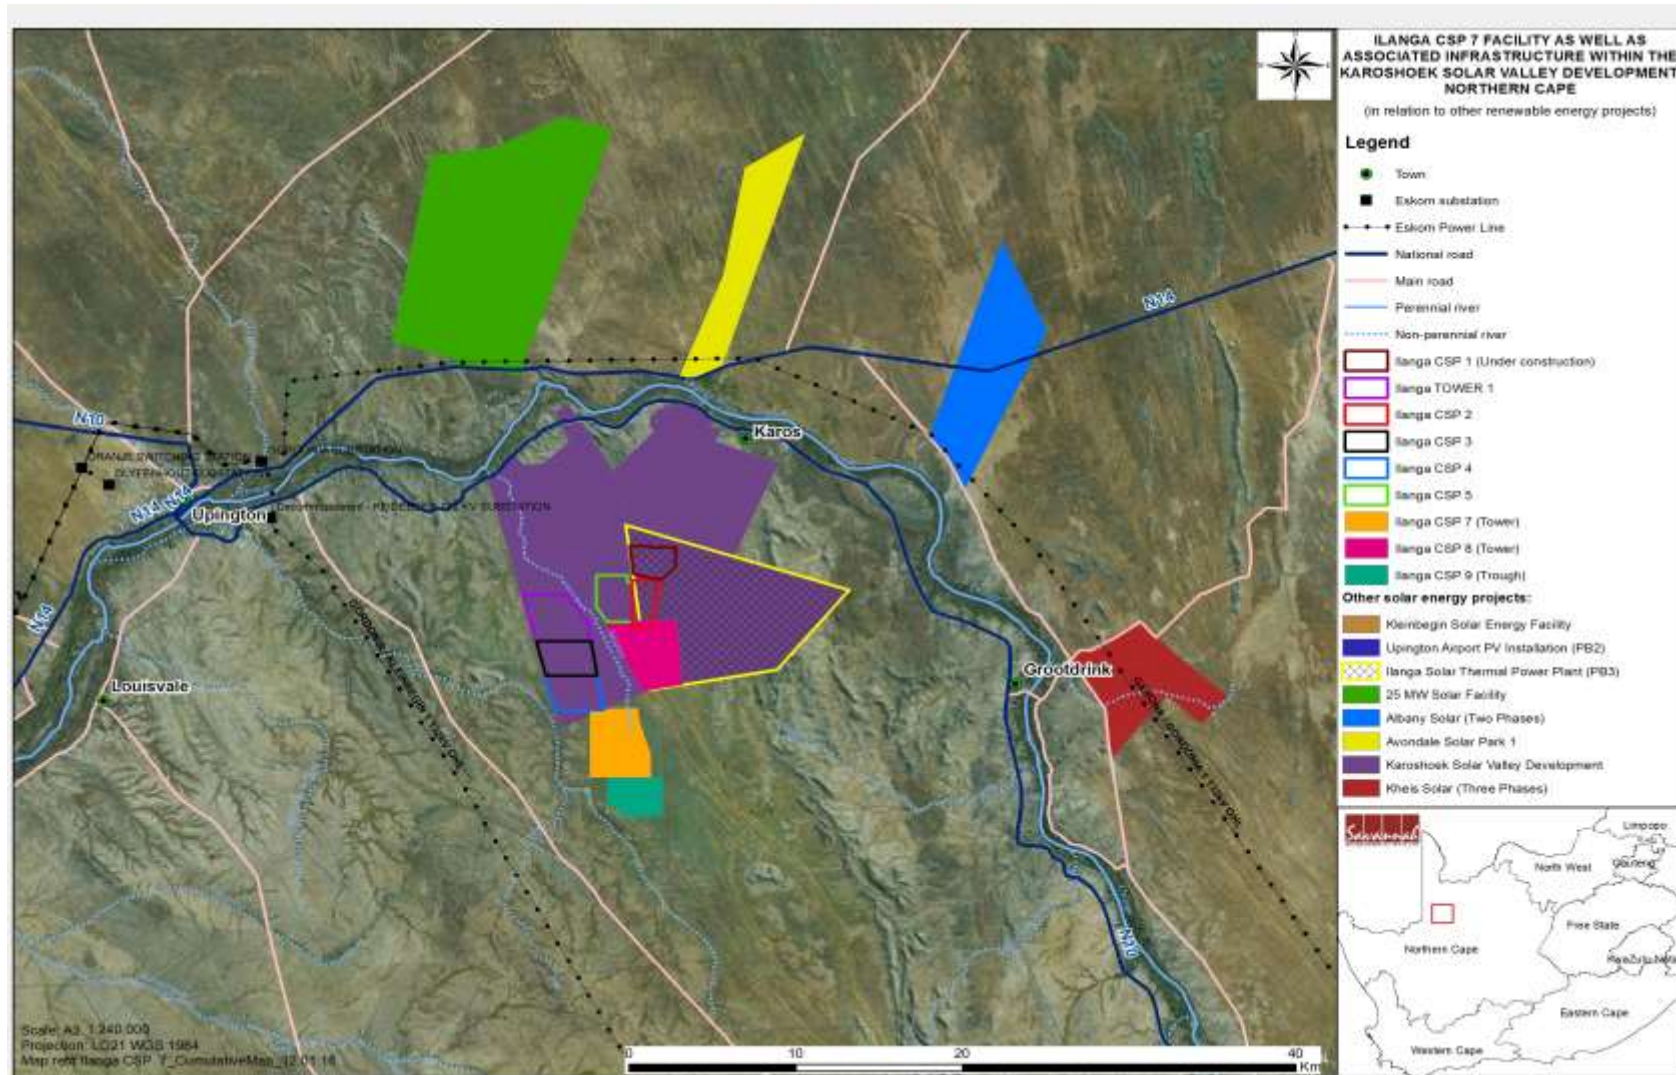 ILANGA CSP 7 FACILITY AS WELL AS
ASSOCIATED INFRASTRUCTURE WITHIN THE
KAROSHOEK SOLAR VALLEY DEVELOPMENT
NORTHERN CAPE
(in relation to other renewable energy projects)
Legend
Town
Eskom substation
Eskom Power Line
National road
Main road
Perennial river
Non-perennial river
Ilanga CSP 1 (Under construction)
Ilanga TOWER 1
Ilanga CSP 2
Ilanga CSP 3
Ilanga CSP 4
Ilanga CSP 5
Ilanga CSP 7 (Tower)
Ilanga CSP 8 (Tower)
Ilanga CSP 9 (Trough)
Other solar energy projects:
Kleinbegin Solar Energy Facility
Upington Airport PV Installation (PB2)
Ilanga Solar Thermal Power Plant (PB3)
25 MW Solar Facility
Albany Solar (Two Phases)
Avondale Solar Park 1
Karoshoek Solar Valley Development
Kheis Solar (Three Phases)
Savannah
Limpopo
North West
Gauteng
Free State
Northern Cape
Eastern Cape
Western Cape
N14
N10
Karos
ORANJE SWITCHING STATION
N14
N14
Upington
N14
Louisvale
Grootdrink
N10
Scale: A3 1:240 000
Projection: LO21 WGS 1984
0 10 20 40
Km